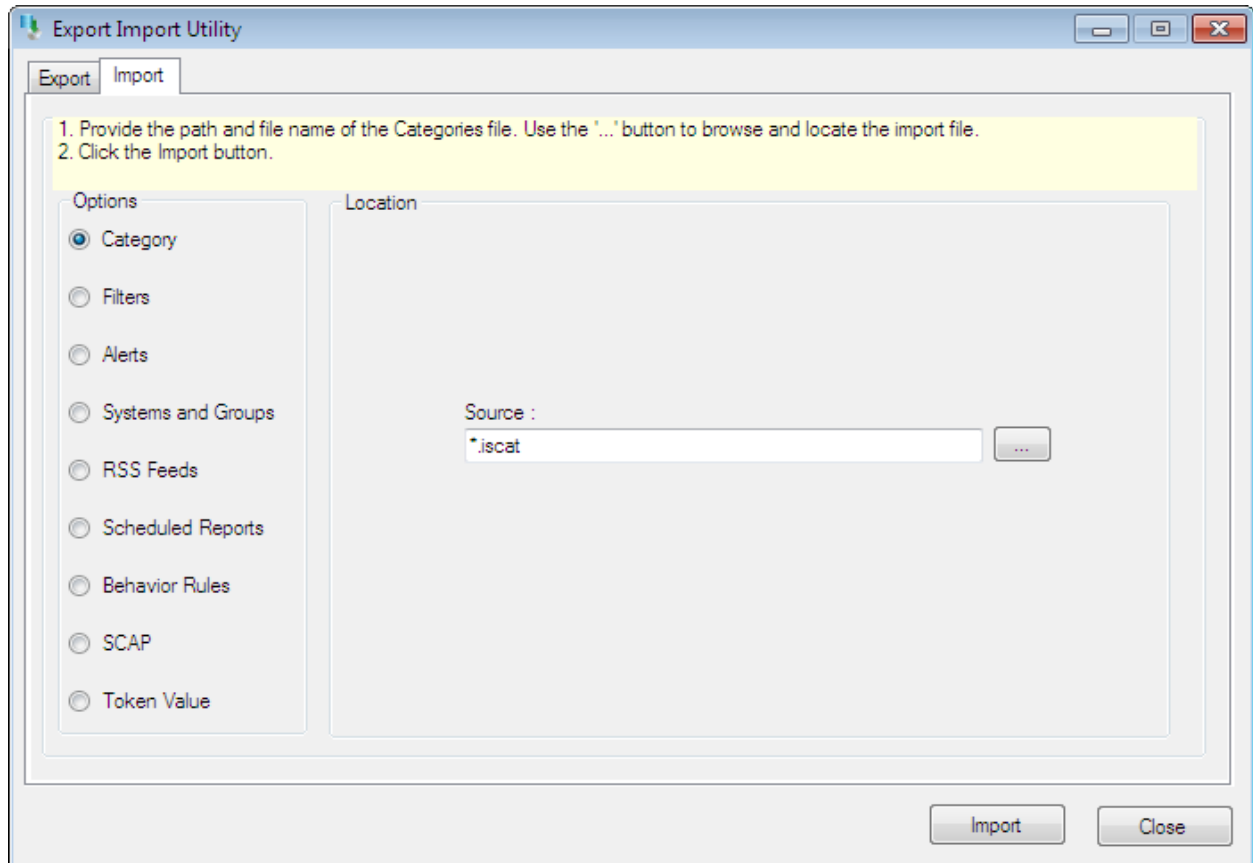 Export Import Utility
Export
Import
1. Provide the path and file name of the Categories file. Use the '...' button to browse and locate the import file.
2. Click the Import button.
Options
Location
Category
Filters
Alerts
Systems and Groups
RSS Feeds
Scheduled Reports
Behavior Rules
SCAP
Token Value
Source :
*.iscat
...
Import
Close